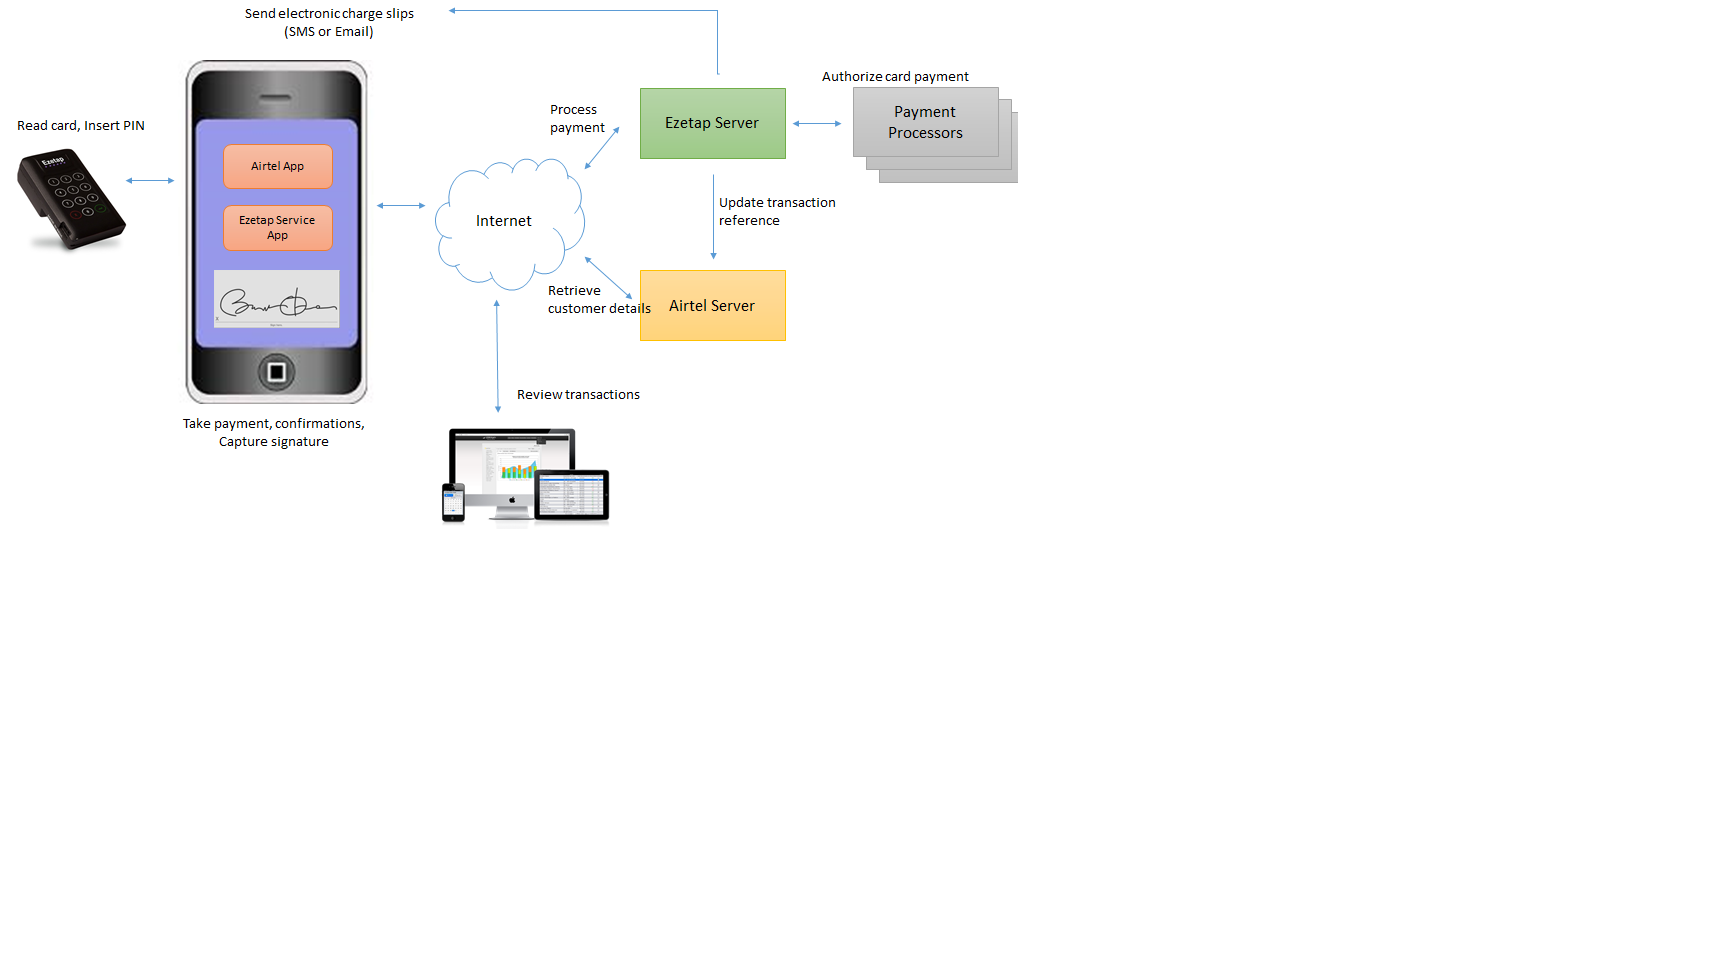 Send electronic charge slips
(SMS or Email)
Authorize card payment
Process
payment
Ezetap Server
Payment
Processors
Read card, Insert PIN
Ezetap
Airtel App
Ezetap Service
App
Internet
Update transaction
reference
Retrieve
customer details
Airtel Server
Review transactions
Take payment, confirmations,
Capture signature